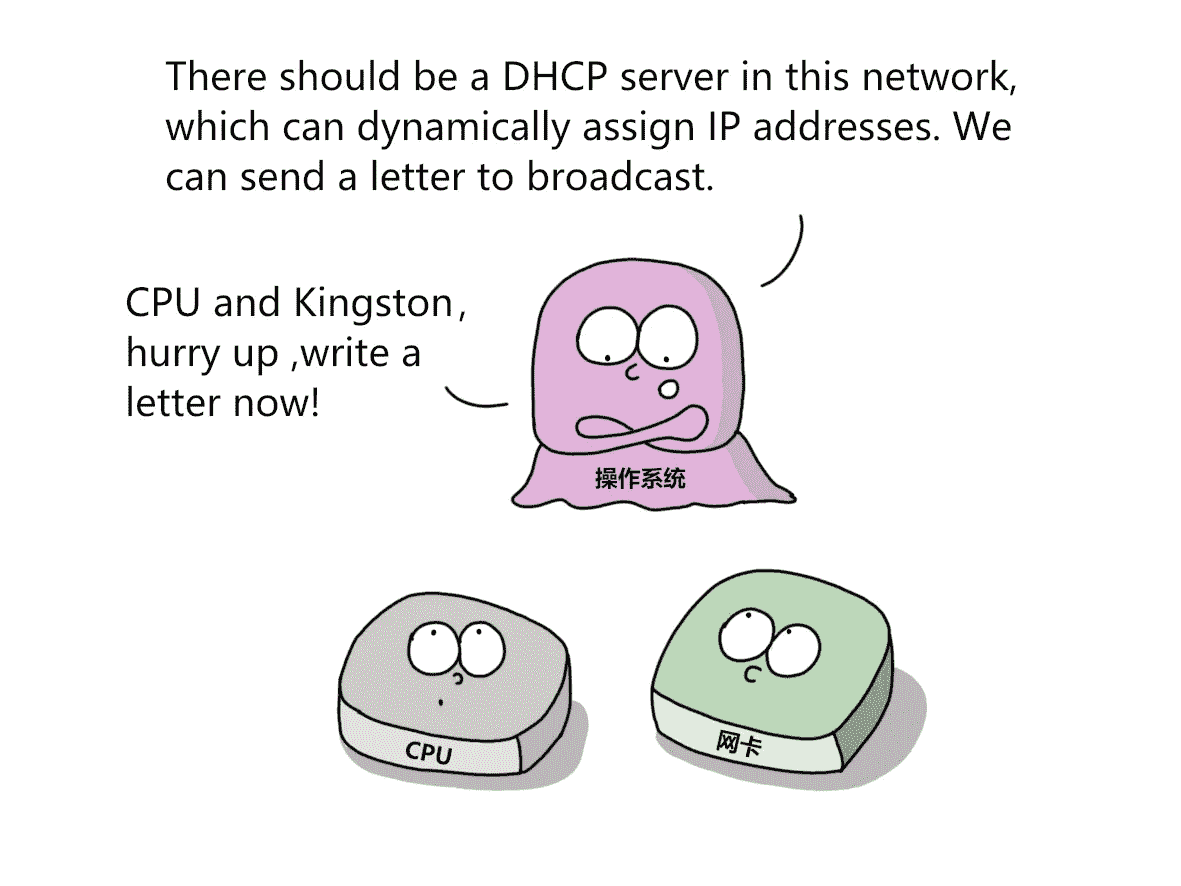 There should be a DHCP server in this network,
which can dynamically assign IP addresses. We
can send a letter to broadcast.
CPU and Kingston,
hurry up ,write a
letter now!
操作系统
CPU
网卡